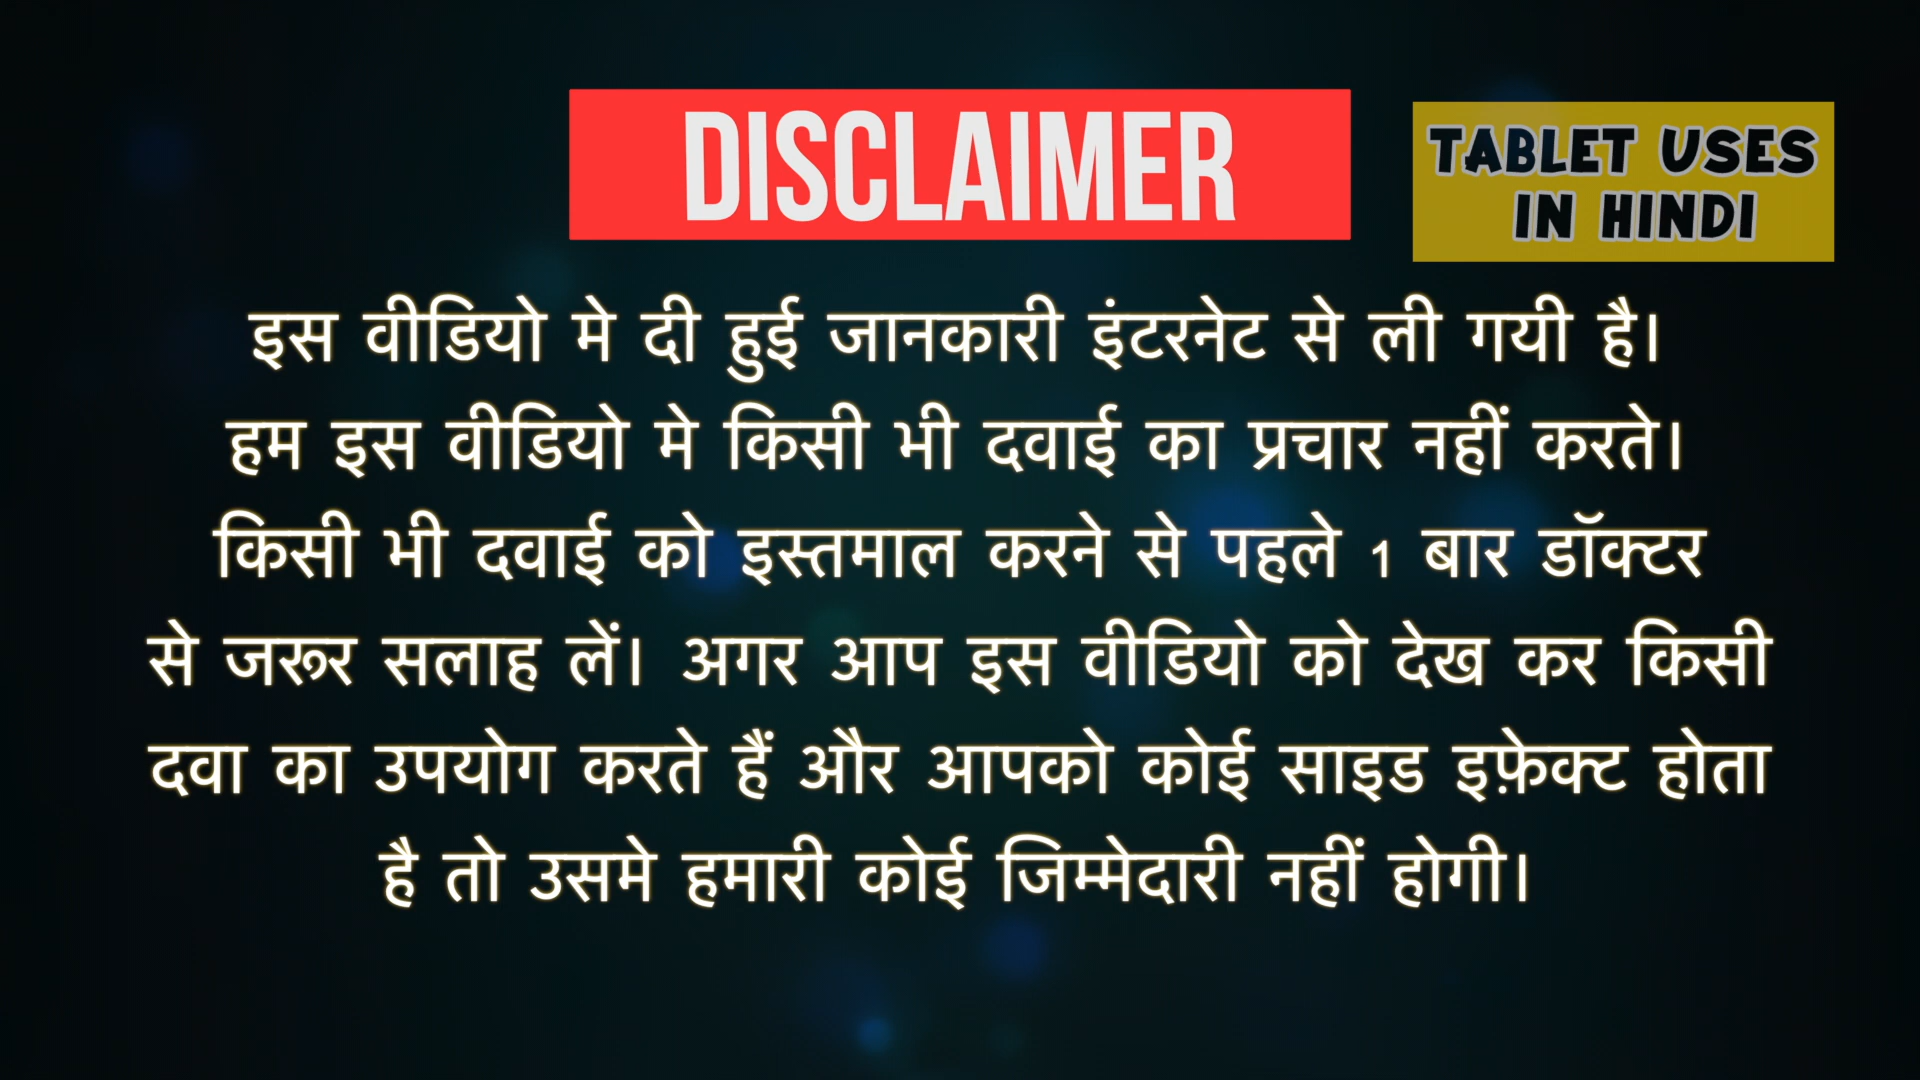 DISCLAIMER
TABLET USES
IN HINDI
इस वीडियो मे दी हुई जानकारी इंटरनेट से ली गयी है।
हम इस वीडियो मे किसी भी दवाई का प्रचार नहीं करते।
किसी भी दवाई को इस्तमाल करने से पहले 1 बार डॉक्टर
से जरूर सलाह लें। अगर आप इस वीडियो को देख कर किसी
दवा का उपयोग करते हैं और आपको कोई साइड इफ़ेक्ट होता
है तो उसमे हमारी कोई जिम्मेदारी नहीं होगी।